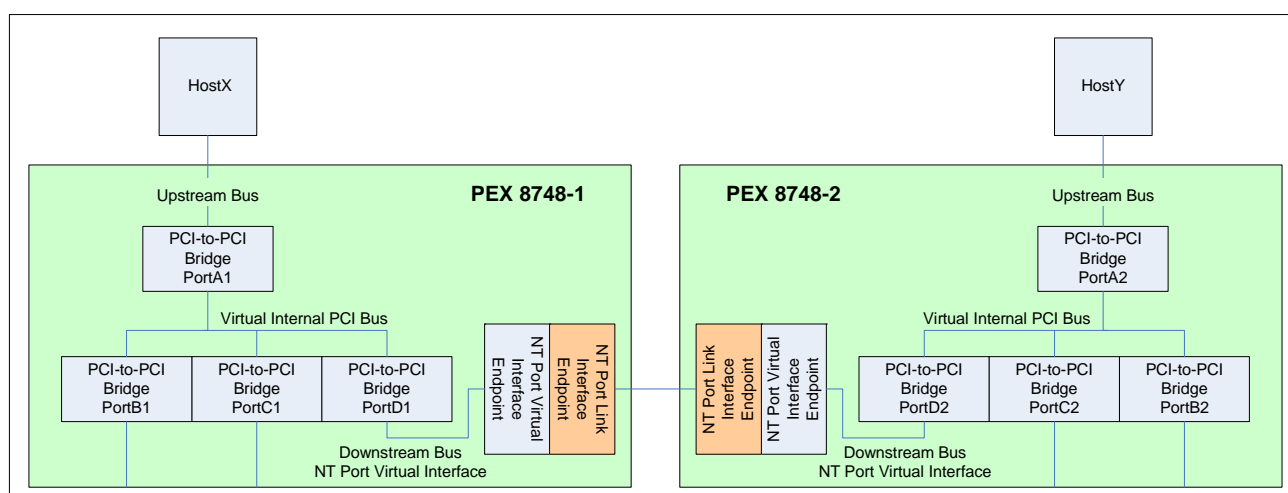 HostX
HostY
PEX 8748-1
PEX 8748-2
Upstream Bus
Upstream Bus
PCI-to-PCI
Bridge
PortA1
PCI-to-PCI
Bridge
PortA2
Virtual Internal PCI Bus
Virtual Internal PCI Bus
PCI-to-PCI
Bridge
PortB1
PCI-to-PCI
Bridge
PortC1
PCI-to-PCI
Bridge
PortD1
NT Port Virtual
Interface
Endpoint
NT Port Link
Interface
Endpoint
NT Port Link
Interface
Endpoint
NT Port Virtual
Interface
Endpoint
PCI-to-PCI
Bridge
PortD2
PCI-to-PCI
Bridge
PortC2
PCI-to-PCI
Bridge
PortB2
Downstream Bus
NT Port Virtual Interface
Downstream Bus
NT Port Virtual Interface